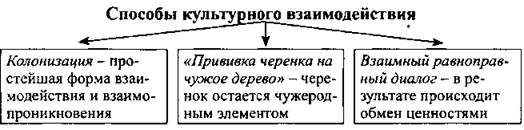 Способы культурного взаимодействия
Колонизация – про-
стейшая форма взаи-
модействия и взаимо-
проникновения
«Прививка черенка на
чужое дерево» – чере-
нок остается чужерод-
ным элементом
Взаимный равноправ-
ный диалог – в ре-
зультате происходит
обмен ценностями